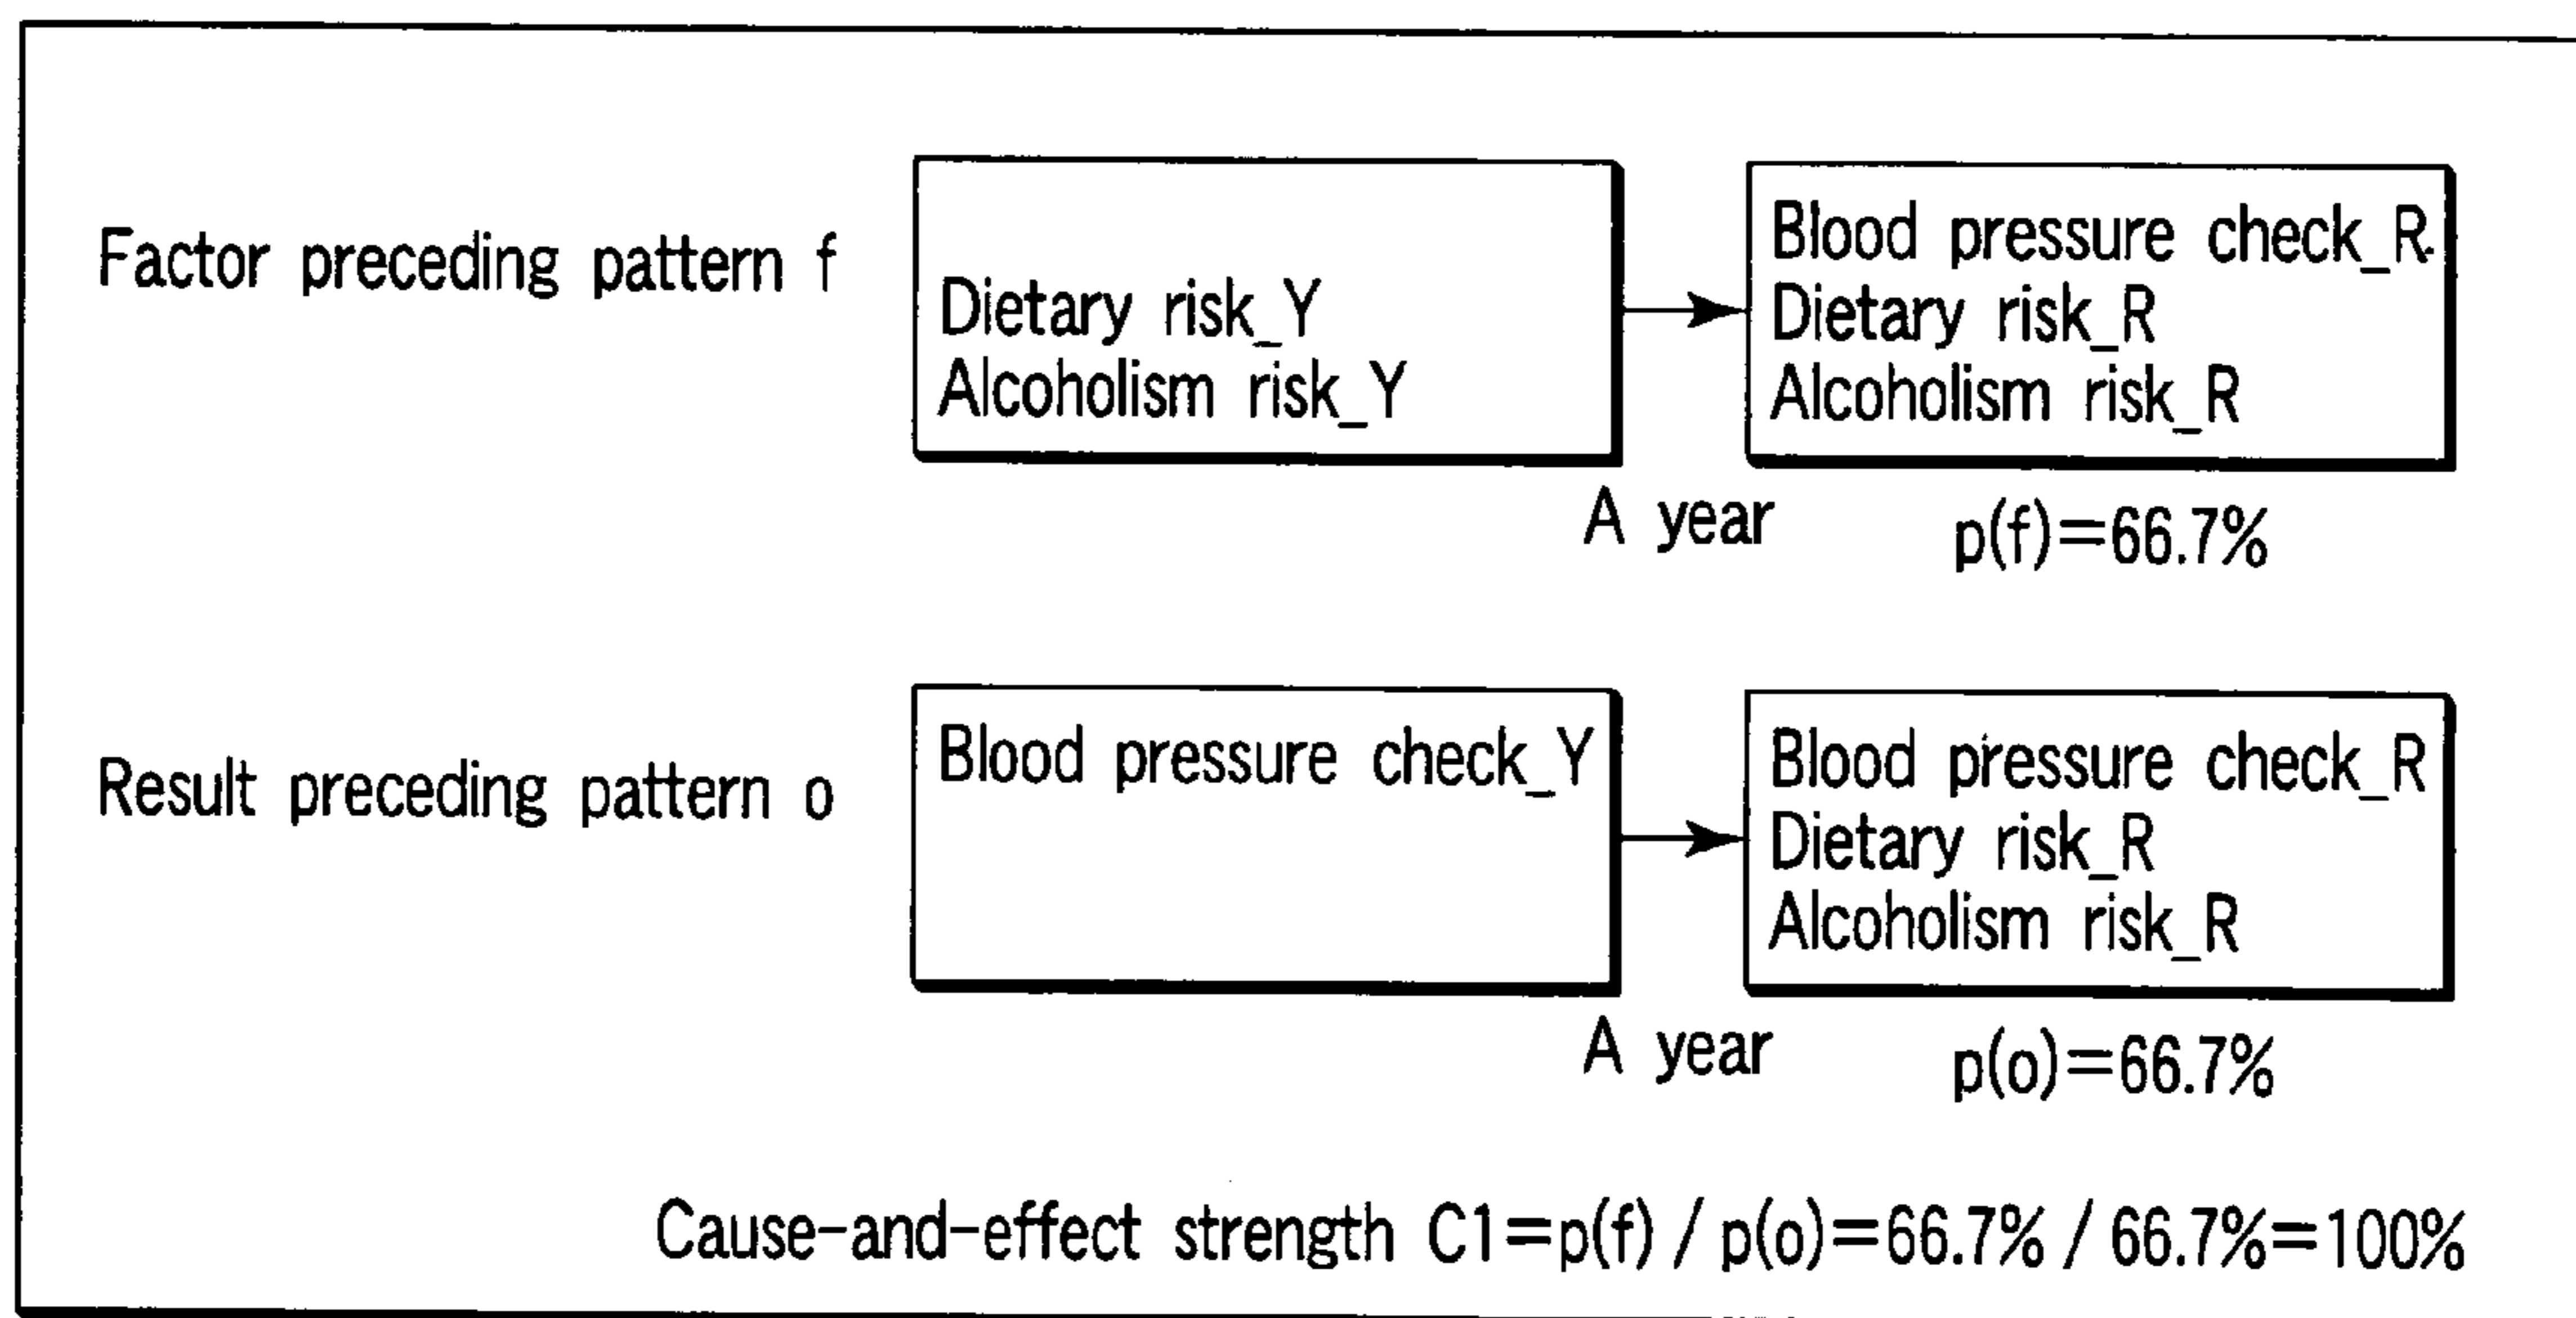 Factor preceding pattern f
Dietary risk_Y
Alcoholism risk_Y
Blood pressure check_R
Dietary risk_R
Alcoholism risk_R
A year
p(f)=66.7%
Result preceding pattern o
Blood pressure check_Y
Blood pressure check_R
Dietary risk_R
Alcoholism risk_R
A year
p(o)=66.7%
Cause-and-effect strength C1=p(f) / p(o)=66.7% / 66.7%=100%